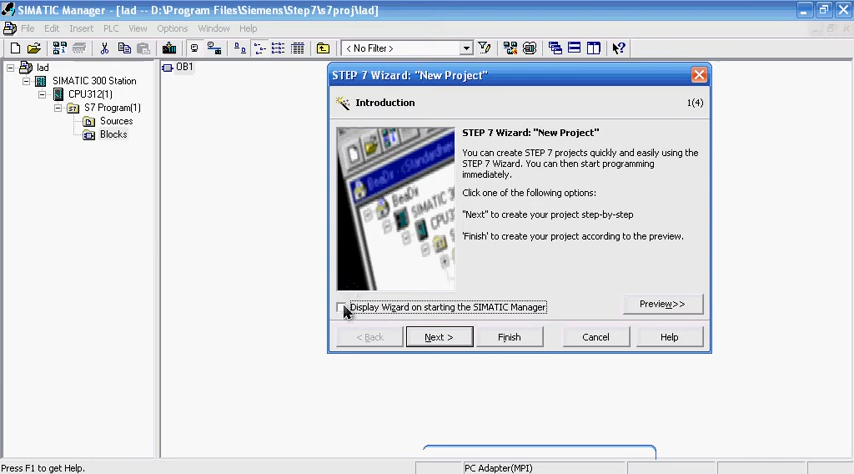 SIMATIC Manager - [lad -- D:\Program Files\Siemens\Step7\s7proj\lad]
File Edit Insert PLC View Options Window Help
< No Filter >
lad
SIMATIC 300 Station
CPU312(1)
S7 Program(1)
Sources
Blocks
OB1
STEP 7 Wizard: "New Project"
Introduction
1(4)
STEP 7 Wizard: "New Project"
You can create STEP 7 projects quickly and easily using the
STEP 7 Wizard. You can then start programming
immediately.
Click one of the following options:
"Next" to create your project step-by-step
'Finish' to create your project according to the preview.
SIMATIC
CPU
Display Wizard on starting the SIMATIC Manager
Preview>>
< Back
Next >
Finish
Cancel
Help
Press F1 to get Help.
PC Adapter(MPI)